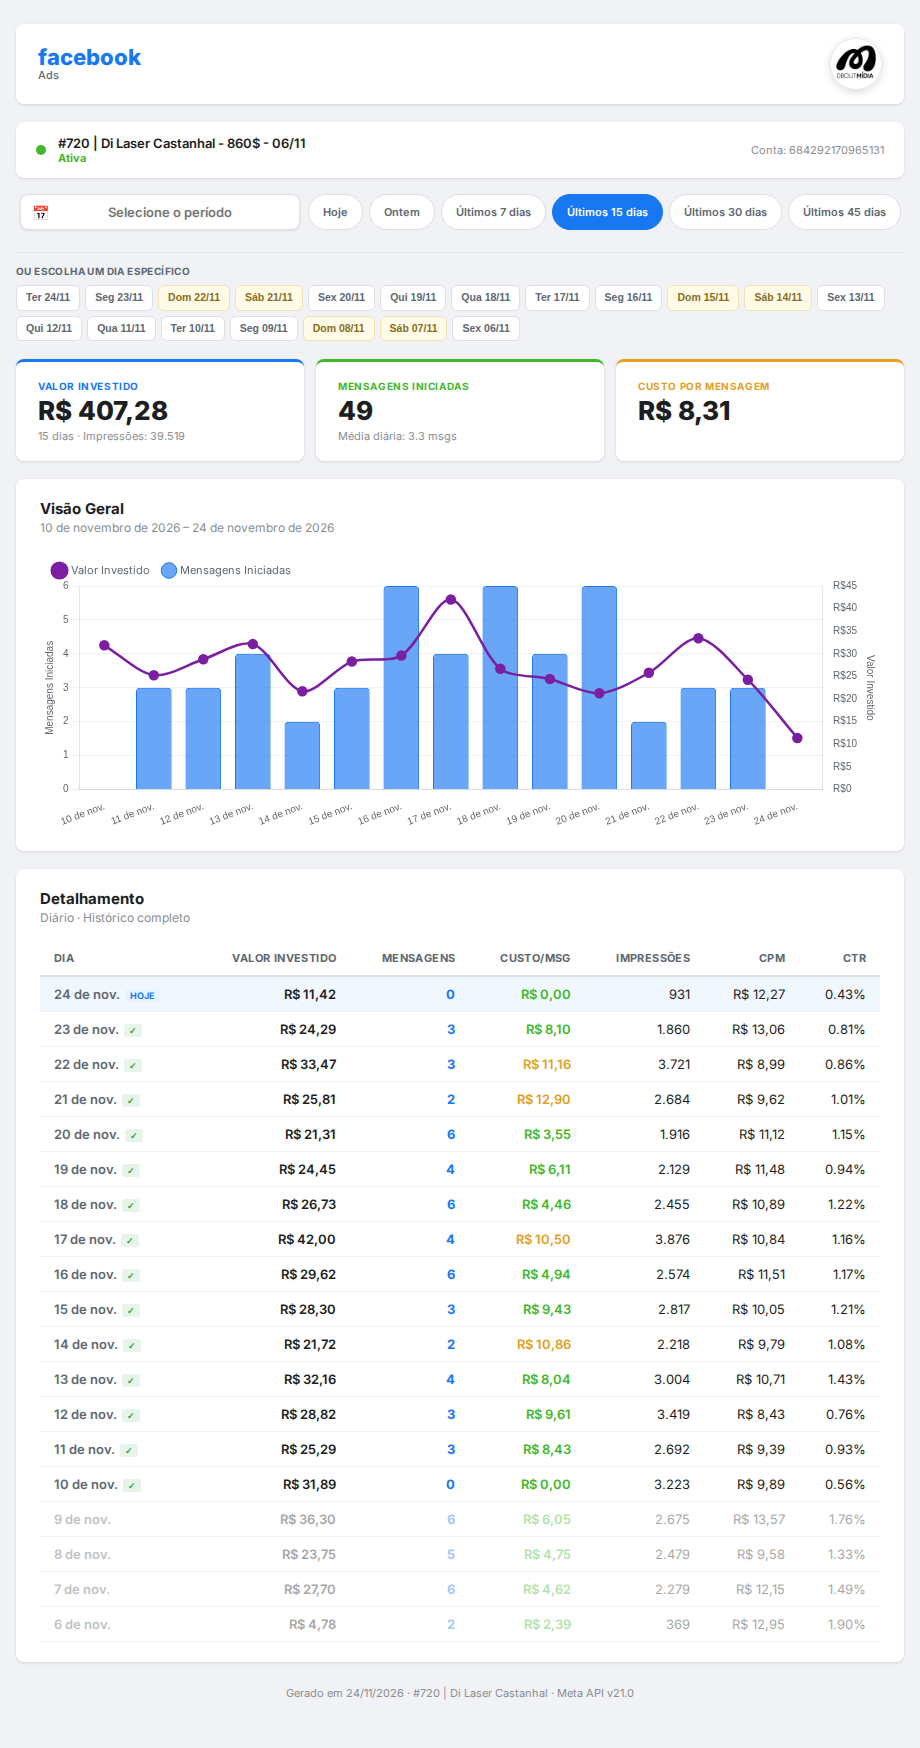 facebook
Ads
DBOUTMÍDIA
#720 | Di Laser Castanhal - 860$ - 06/11
Ativa
Conta: 684292170965131
📅 Selecione o período Hoje Ontem Últimos 7 dias Últimos 15 dias Últimos 30 dias Últimos 45 dias
OU ESCOLHA UM DIA ESPECÍFICO
Ter 24/11 Seg 23/11 Dom 22/11 Sáb 21/11 Sex 20/11 Qui 19/11 Qua 18/11 Ter 17/11 Seg 16/11 Dom 15/11 Sáb 14/11 Sex 13/11
Qui 12/11 Qua 11/11 Ter 10/11 Seg 09/11 Dom 08/11 Sáb 07/11 Sex 06/11
VALOR INVESTIDO
R$ 407,28
15 dias · Impressões: 39.519
MENSAGENS INICIADAS
49
Média diária: 3.3 msgs
CUSTO POR MENSAGEM
R$ 8,31
Visão Geral
10 de novembro de 2026 – 24 de novembro de 2026
Valor Investido Mensagens Iniciadas
Mensagens Iniciadas
6
5
4
3
2
1
0
R$45
R$40
R$35
R$30
R$25
R$20
R$15
R$10
R$5
R$0
Valor Investido
10 de nov. 11 de nov. 12 de nov. 13 de nov. 14 de nov. 15 de nov. 16 de nov. 17 de nov. 18 de nov. 19 de nov. 20 de nov. 21 de nov. 22 de nov. 23 de nov. 24 de nov.
Detalhamento
Diário · Histórico completo
DIA VALOR INVESTIDO MENSAGENS CUSTO/MSG IMPRESSÕES CPM CTR
24 de nov. HOJE R$ 11,42 0 R$ 0,00 931 R$ 12,27 0.43%
23 de nov. ✓ R$ 24,29 3 R$ 8,10 1.860 R$ 13,06 0.81%
22 de nov. ✓ R$ 33,47 3 R$ 11,16 3.721 R$ 8,99 0.86%
21 de nov. ✓ R$ 25,81 2 R$ 12,90 2.684 R$ 9,62 1.01%
20 de nov. ✓ R$ 21,31 6 R$ 3,55 1.916 R$ 11,12 1.15%
19 de nov. ✓ R$ 24,45 4 R$ 6,11 2.129 R$ 11,48 0.94%
18 de nov. ✓ R$ 26,73 6 R$ 4,46 2.455 R$ 10,89 1.22%
17 de nov. ✓ R$ 42,00 4 R$ 10,50 3.876 R$ 10,84 1.16%
16 de nov. ✓ R$ 29,62 6 R$ 4,94 2.574 R$ 11,51 1.17%
15 de nov. ✓ R$ 28,30 3 R$ 9,43 2.817 R$ 10,05 1.21%
14 de nov. ✓ R$ 21,72 2 R$ 10,86 2.218 R$ 9,79 1.08%
13 de nov. ✓ R$ 32,16 4 R$ 8,04 3.004 R$ 10,71 1.43%
12 de nov. ✓ R$ 28,82 3 R$ 9,61 3.419 R$ 8,43 0.76%
11 de nov. ✓ R$ 25,29 3 R$ 8,43 2.692 R$ 9,39 0.93%
10 de nov. ✓ R$ 31,89 0 R$ 0,00 3.223 R$ 9,89 0.56%
9 de nov. R$ 36,30 6 R$ 6,05 2.675 R$ 13,57 1.76%
8 de nov. R$ 23,75 5 R$ 4,75 2.479 R$ 9,58 1.33%
7 de nov. R$ 27,70 6 R$ 4,62 2.279 R$ 12,15 1.49%
6 de nov. R$ 4,78 2 R$ 2,39 369 R$ 12,95 1.90%
Gerado em 24/11/2026 · #720 | Di Laser Castanhal · Meta API v21.0